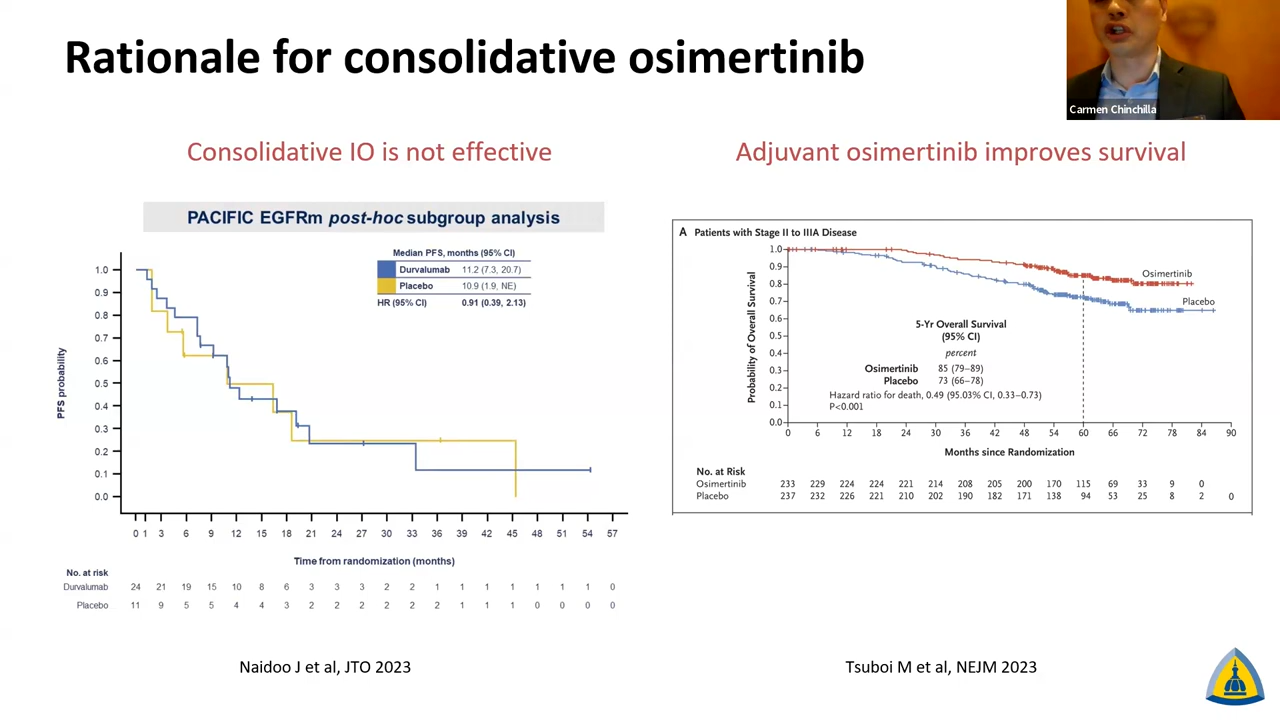 Rationale for consolidative osimertinib
Carmen Chinchilla
Consolidative IO is not effective
PACIFIC EGFRm post-hoc subgroup analysis
Median PFS, months (95% CI)
Durvalumab 11.2 (7.3, 20.7)
Placebo 10.9 (1.9, NE)
HR (95% CI) 0.91 (0.39, 2.13)
PFS probability
1.0
0.9
0.8
0.7
0.6
0.5
0.4
0.3
0.2
0.1
0.0
0 1 3 6 9 12 15 18 21 24 27 30 33 36 39 42 45 48 51 54 57
Time from randomization (months)
No. at risk
Durvalumab 24 21 19 15 10 8 6 3 3 3 2 2 1 1 1 1 1 1 1 0
Placebo 11 9 5 5 4 4 3 2 2 2 2 2 2 1 1 1 0 0 0 0
Naidoo J et al, JTO 2023
Adjuvant osimertinib improves survival
A Patients with Stage II to IIIA Disease
Probability of Overall Survival
1.0
0.9
0.8
0.7
0.6
0.5
0.4
0.3
0.2
0.1
0.0
Osimertinib
Placebo
5-Yr Overall Survival
(95% CI)
percent
Osimertinib 85 (79–89)
Placebo 73 (66–78)
Hazard ratio for death, 0.49 (95.03% CI, 0.33–0.73)
P<0.001
0 6 12 18 24 30 36 42 48 54 60 66 72 78 84 90
Months since Randomization
No. at Risk
Osimertinib 233 229 224 224 221 214 208 205 200 170 115 69 33 9 0
Placebo 237 232 226 221 210 202 190 182 171 138 94 53 25 8 2 0
Tsuboi M et al, NEJM 2023